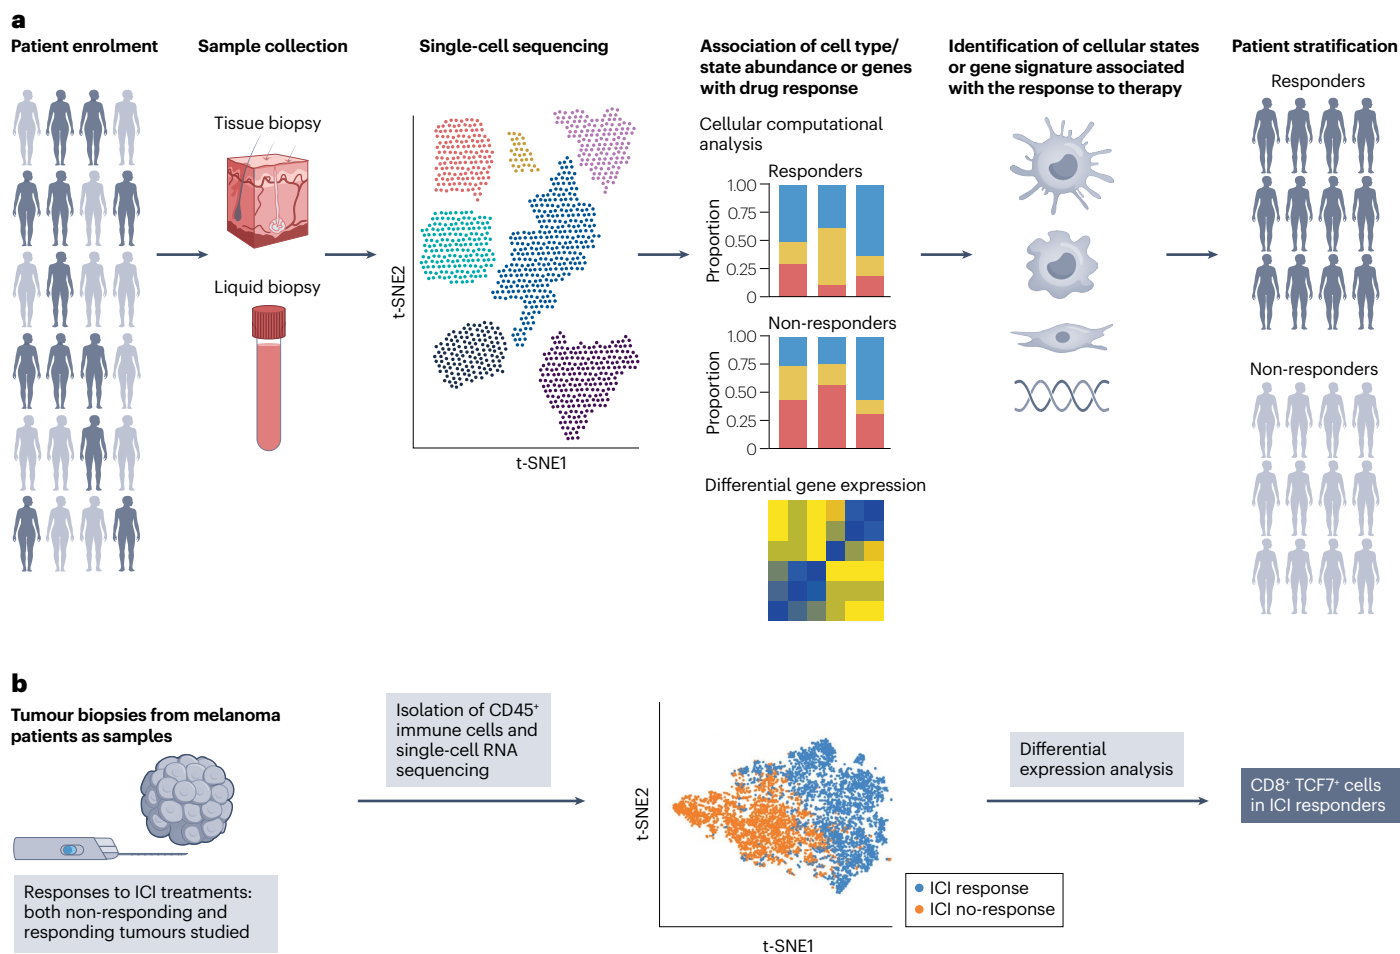 a
Patient enrolment
Sample collection
Tissue biopsy
Liquid biopsy
Single-cell sequencing
t-SNE2
t-SNE1
Association of cell type/
state abundance or genes
with drug response
Cellular computational
analysis
Responders
Proportion
1.00
0.75
0.50
0.25
0
Non-responders
Proportion
1.00
0.75
0.50
0.25
0
Differential gene expression
Identification of cellular states
or gene signature associated
with the response to therapy
Patient stratification
Responders
Non-responders
b
Tumour biopsies from melanoma
patients as samples
Responses to ICI treatments:
both non-responding and
responding tumours studied
Isolation of CD45⁺
immune cells and
single-cell RNA
sequencing
t-SNE2
t-SNE1
ICI response
ICI no-response
Differential
expression analysis
CD8⁺ TCF7⁺ cells
in ICI responders